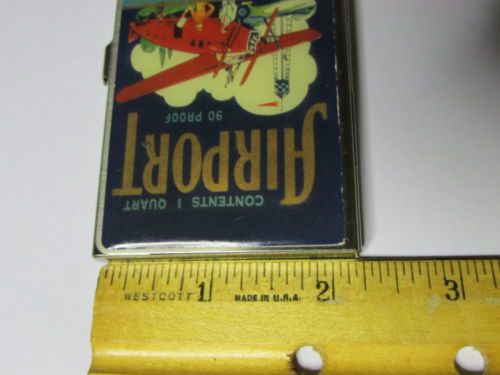 CONTENTS 1 QUART
AIRPORT
90 PROOF
WESTCOTT 1 MADE IN U.S.A. 2 3